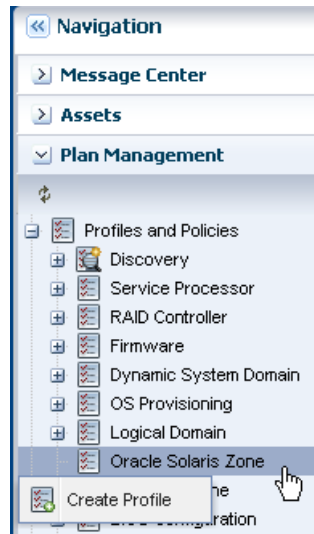 Navigation
Message Center
Assets
Plan Management
Profiles and Policies
Discovery
Service Processor
RAID Controller
Firmware
Dynamic System Domain
OS Provisioning
Logical Domain
Oracle Solaris Zone
Create Profile